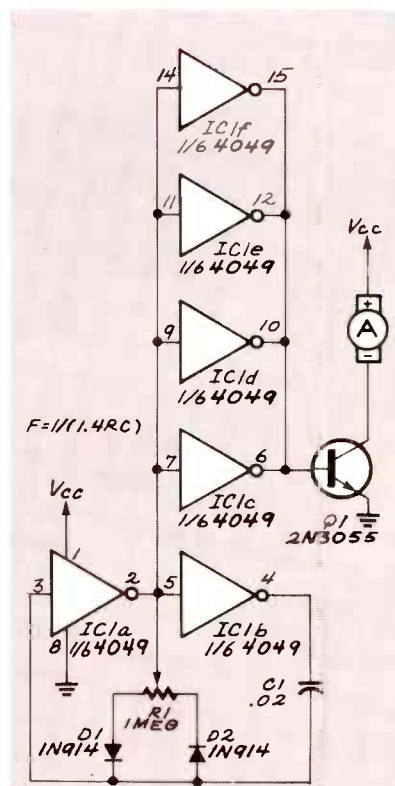 14 15
IC1f
1/6 4049
11 12
IC1e
1/6 4049
9 10
IC1d
1/6 4049
F=1/(1.4RC)
7 6
IC1c
1/6 4049
Vcc
A
+
-
Q1
2N3055
Vcc
1
3 2
8
IC1a
1/6 4049
5 4
IC1b
1/6 4049
C1
.02
R1
1MEG
D1
1N914
D2
1N914